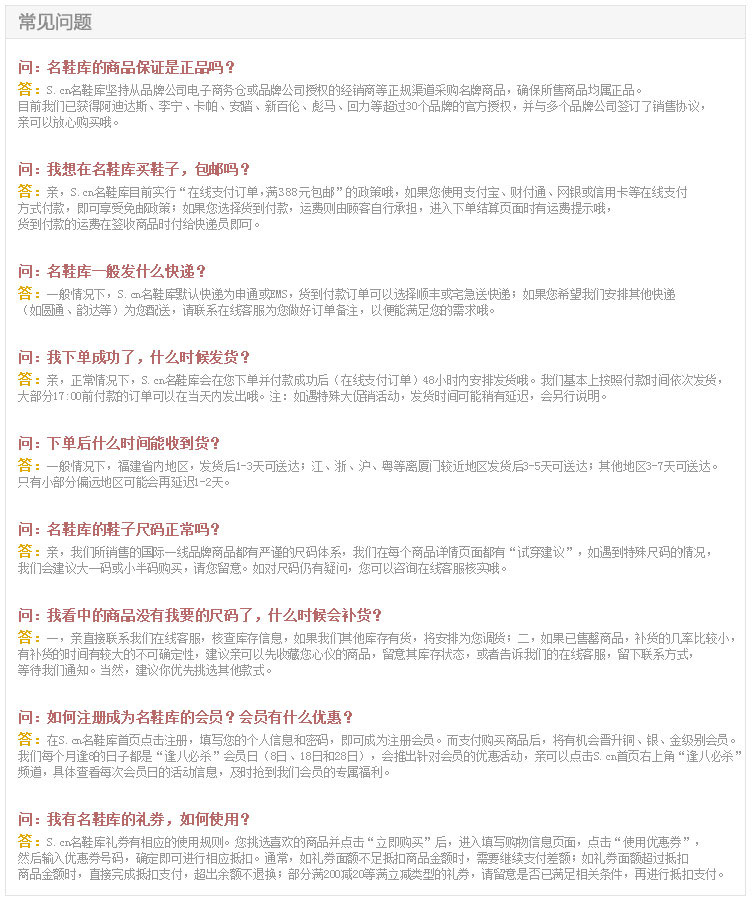 常见问题
问：名鞋库的商品保证是正品吗？
答：S.cn名鞋库坚持从品牌公司电子商务仓或品牌公司授权的经销商等正规渠道采购名牌商品，确保所售商品均属正品。
目前我们已获得阿迪达斯、李宁、卡帕、安踏、新百伦、彪马、回力等超过30个品牌的官方授权，并与多个品牌公司签订了销售协议，
亲可以放心购买哦。
问：我想在名鞋库买鞋子，包邮吗？
答：亲，S.cn名鞋库目前实行“在线支付订单,满388元包邮”的政策哦，如果您使用支付宝、财付通、网银或信用卡等在线支付
方式付款，即可享受免邮政策；如果您选择货到付款，运费则由顾客自行承担，进入下单结算页面时有运费提示哦，
货到付款的运费在签收商品时付给快递员即可。
问：名鞋库一般发什么快递？
答：一般情况下，S.cn名鞋库默认快递为申通或EMS，货到付款订单可以选择顺丰或宅急送快递；如果您希望我们安排其他快递
（如圆通、韵达等）为您配送，请联系在线客服为您做好订单备注，以便能满足您的需求哦。
问：我下单成功了，什么时候发货？
答：亲，正常情况下，S.cn名鞋库会在您下单并付款成功后（在线支付订单）48小时内安排发货哦。我们基本上按照付款时间依次发货，
大部分17:00前付款的订单可以在当天内发出哦。注：如遇特殊大促销活动，发货时间可能稍有延迟，会另行说明。
问：下单后什么时间能收到货？
答：一般情况下，福建省内地区，发货后1-3天可送达；江、浙、沪、粤等离厦门较近地区发货后3-5天可送达；其他地区3-7天可送达。
只有小部分偏远地区可能会再延迟1-2天。
问：名鞋库的鞋子尺码正常吗？
答：亲，我们所销售的国际一线品牌商品都有严谨的尺码体系，我们在每个商品详情页面都有“试穿建议”，如遇到特殊尺码的情况，
我们会建议大一码或小半码购买，请您留意。如对尺码仍有疑问，您可以咨询在线客服核实哦。
问：我看中的商品没有我要的尺码了，什么时候会补货？
答：一，亲直接联系我们在线客服，核查库存信息，如果我们其他库存有货，将安排为您调货；二，如果已售罄商品，补货的几率比较小，
有补货的时间有较大的不可确定性，建议亲可以先收藏您心仪的商品，留意其库存状态，或者告诉我们的在线客服，留下联系方式，
等待我们通知。当然，建议你优先挑选其他款式。
问：如何注册成为名鞋库的会员？会员有什么优惠？
答：在S.cn名鞋库首页点击注册，填写您的个人信息和密码，即可成为注册会员。而支付购买商品后，将有机会晋升铜、银、金级别会员。
我们每个月逢8的日子都是“逢八必杀”会员日（8日、18日和28日），会推出针对会员的优惠活动，亲可以点击S.cn首页右上角“逢八必杀”
频道，具体查看每次会员日的活动信息，及时抢到我们会员的专属福利。
问：我有名鞋库的礼券，如何使用？
答：S.cn名鞋库礼券有相应的使用规则。您挑选喜欢的商品并点击“立即购买”后，进入填写购物信息页面，点击“使用优惠券”，
然后输入优惠券号码，确定即可进行相应抵扣。通常，如礼券面额不足抵扣商品金额时，需要继续支付差额；如礼券面额超过抵扣
商品金额时，直接完成抵扣支付，超出余额不退换；部分满200减20等满立减类型的礼券，请留意是否已满足相关条件，再进行抵扣支付。